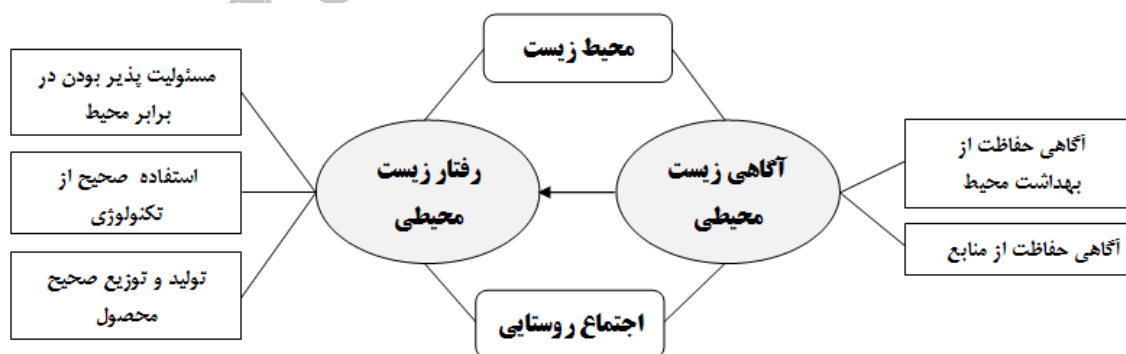 محیط زیست
آگاهی حفاظت از
بهداشت محیط
آگاهی حفاظت از منابع
آگاهی زیست
محیطی
رفتار زیست
محیطی
مسئولیت پذیر بودن در
برابر محیط
استفاده صحیح از
تکنولوژی
تولید و توزیع صحیح
محصول
اجتماع روستایی